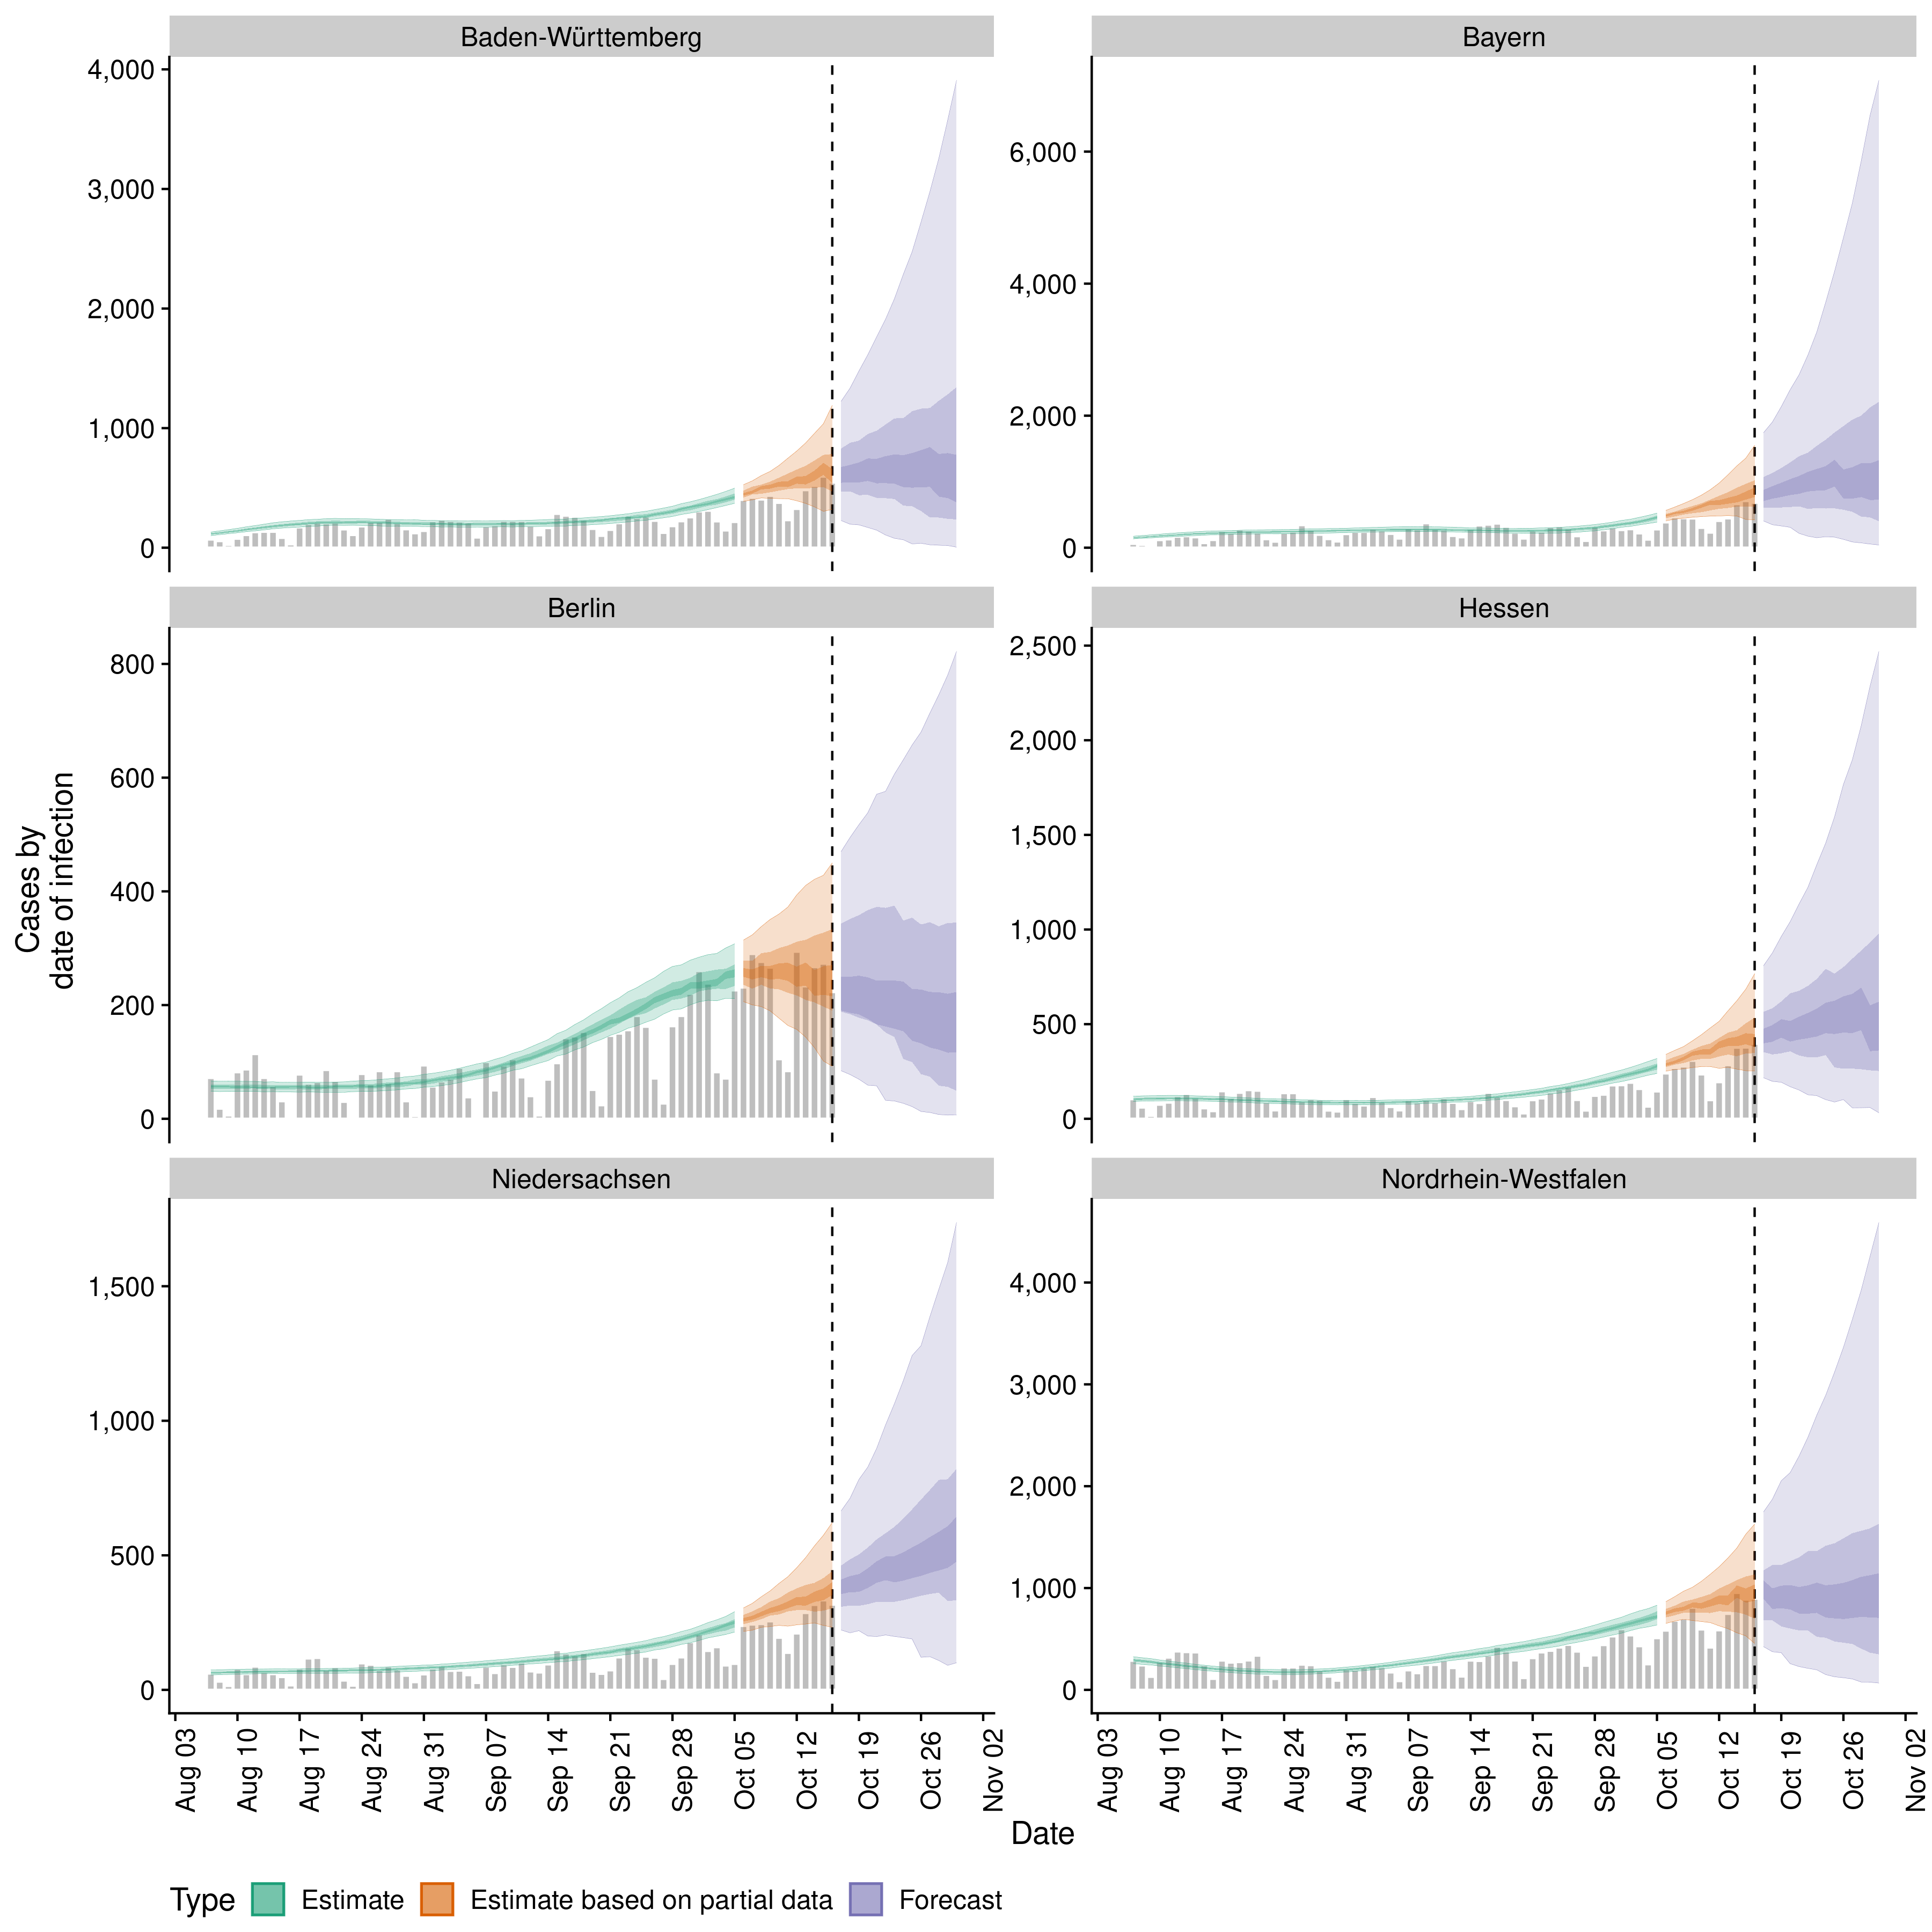 Baden-Württemberg
Bayern
4,000
3,000
2,000
1,000
0
6,000
4,000
2,000
0
Berlin
Hessen
800
600
400
200
0
2,500
2,000
1,500
1,000
500
0
Cases by
date of infection
Niedersachsen
Nordrhein-Westfalen
1,500
1,000
500
0
4,000
3,000
2,000
1,000
0
Aug 03
Aug 10
Aug 17
Aug 24
Aug 31
Sep 07
Sep 14
Sep 21
Sep 28
Oct 05
Oct 12
Oct 19
Oct 26
Nov 02
Aug 03
Aug 10
Aug 17
Aug 24
Aug 31
Sep 07
Sep 14
Sep 21
Sep 28
Oct 05
Oct 12
Oct 19
Oct 26
Nov 02
Date
Type Estimate Estimate based on partial data Forecast